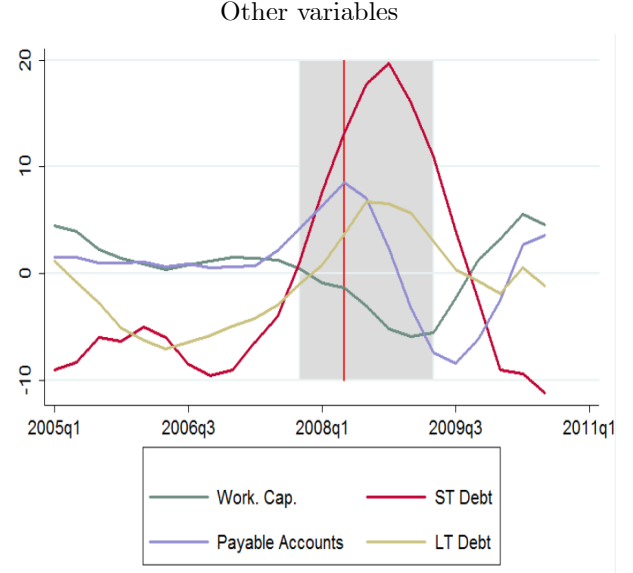 Other variables
20
10
0
-10
2005q1 2006q3 2008q1 2009q3 2011q1
Work. Cap. ST Debt
Payable Accounts LT Debt